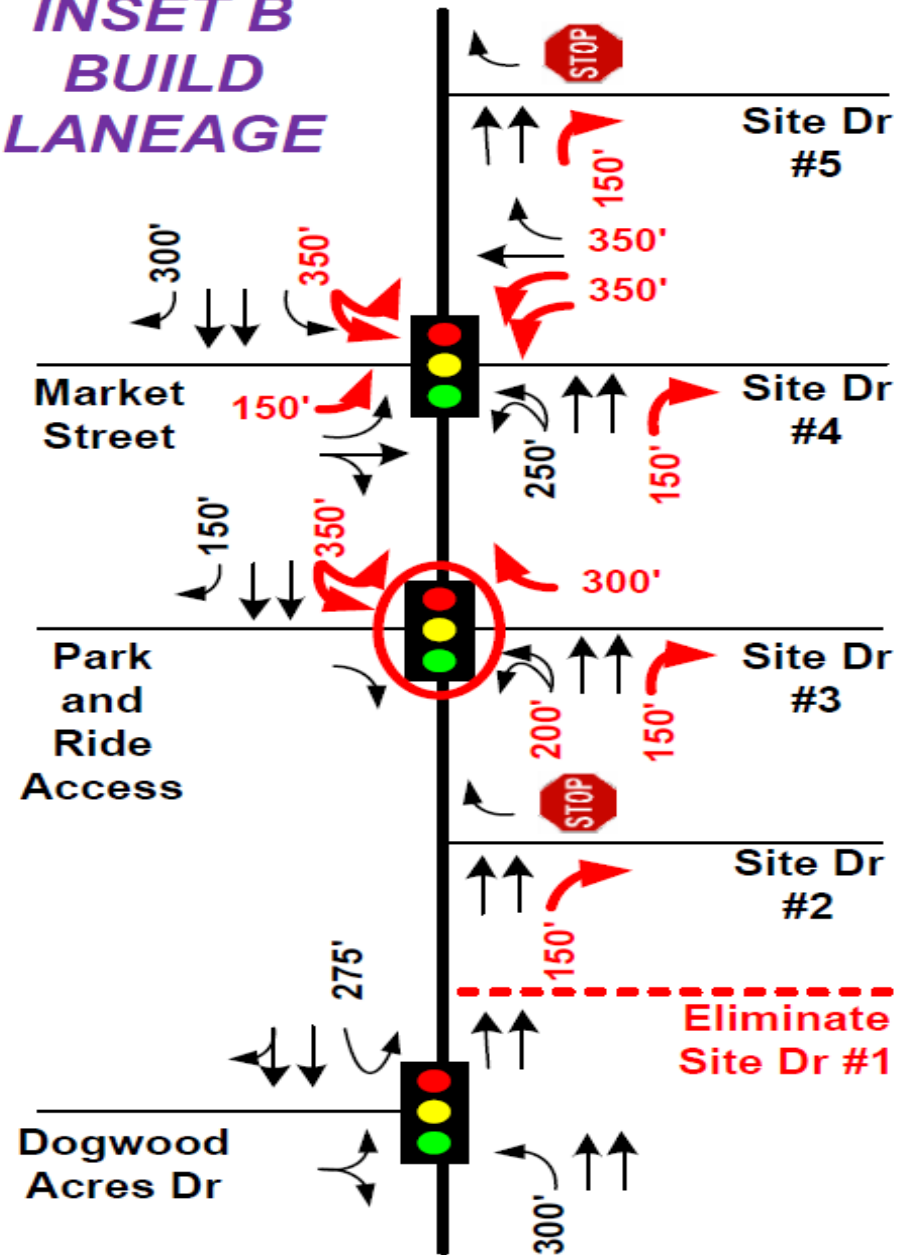 INSET B
BUILD
LANEAGE
STOP
Site Dr
#5
150'
300'
350'
350'
350'
Market
Street
150'
Site Dr
#4
250'
150'
150'
350'
300'
Park
and
Ride
Access
Site Dr
#3
200'
150'
STOP
Site Dr
#2
150'
275'
Eliminate
Site Dr #1
Dogwood
Acres Dr
300'